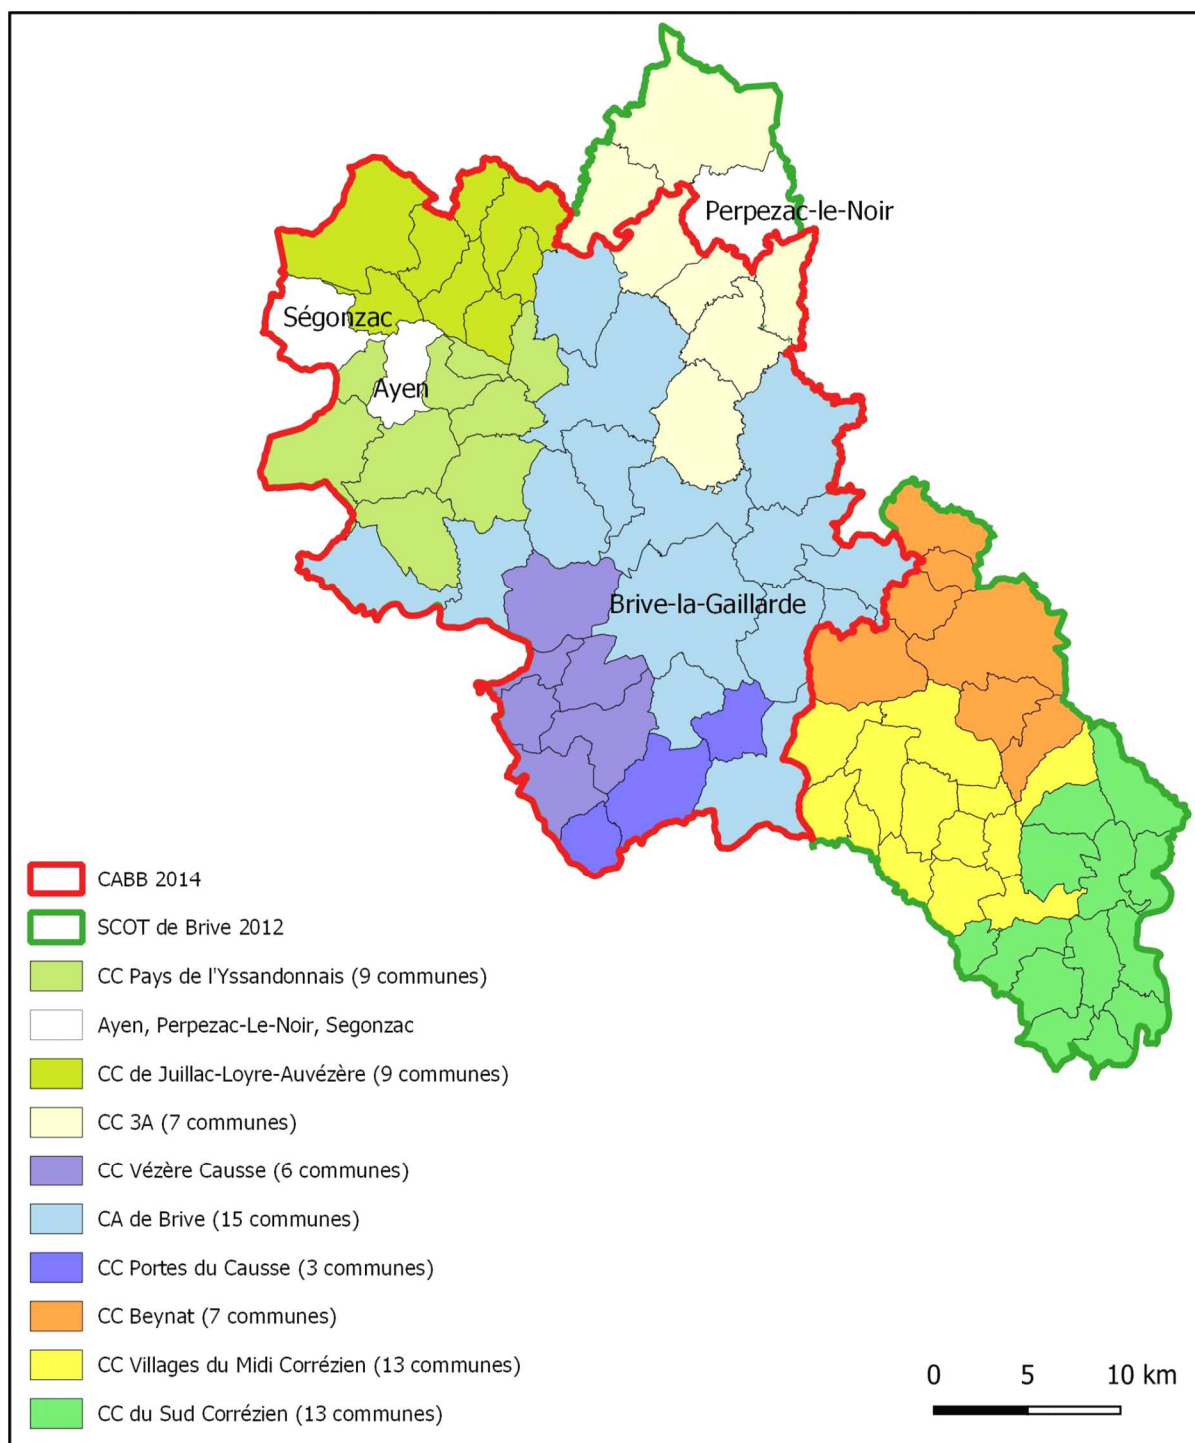 Perpezac-le-Noir
Ségonzac
Ayen
Brive-la-Gaillarde
CABB 2014
SCOT de Brive 2012
CC Pays de l'Yssandonnais (9 communes)
Ayen, Perpezac-Le-Noir, Segonzac
CC de Juillac-Loyre-Auvézère (9 communes)
CC 3A (7 communes)
CC Vézère Causse (6 communes)
CA de Brive (15 communes)
CC Portes du Causse (3 communes)
CC Beynat (7 communes)
CC Villages du Midi Corrézien (13 communes)
CC du Sud Corrézien (13 communes)
0 5 10 km